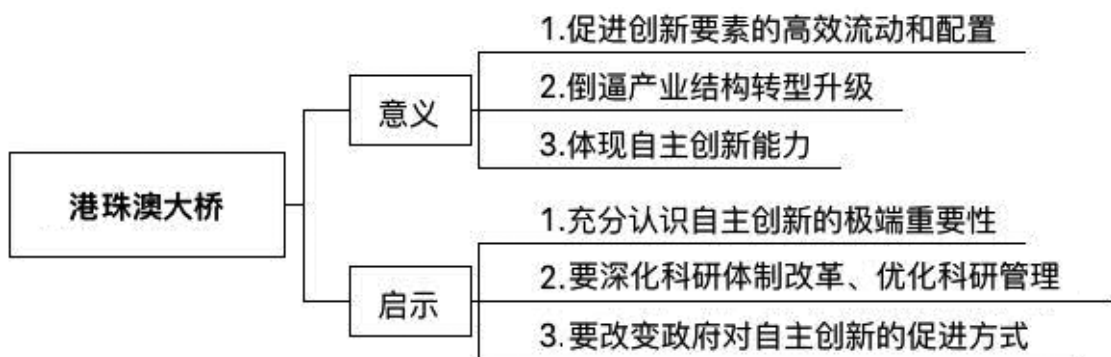 港珠澳大桥
意义
1.促进创新要素的高效流动和配置
2.倒逼产业结构转型升级
3.体现自主创新能力
启示
1.充分认识自主创新的极端重要性
2.要深化科研体制改革、优化科研管理
3.要改变政府对自主创新的促进方式